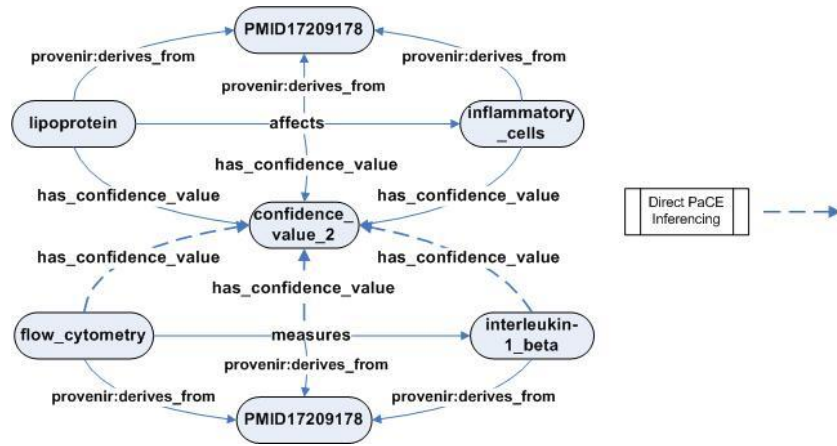 PMID17209178
provenir:derives_from
provenir:derives_from
provenir:derives_from
lipoprotein
affects
inflammatory
_cells
has_confidence_value
has_confidence_value
has_confidence_value
Direct PaCE
Inferencing
confidence_
value_2
has_confidence_value
has_confidence_value
has_confidence_value
flow_cytometry
measures
interleukin-
1_beta
provenir:derives_from
provenir:derives_from
provenir:derives_from
PMID17209178